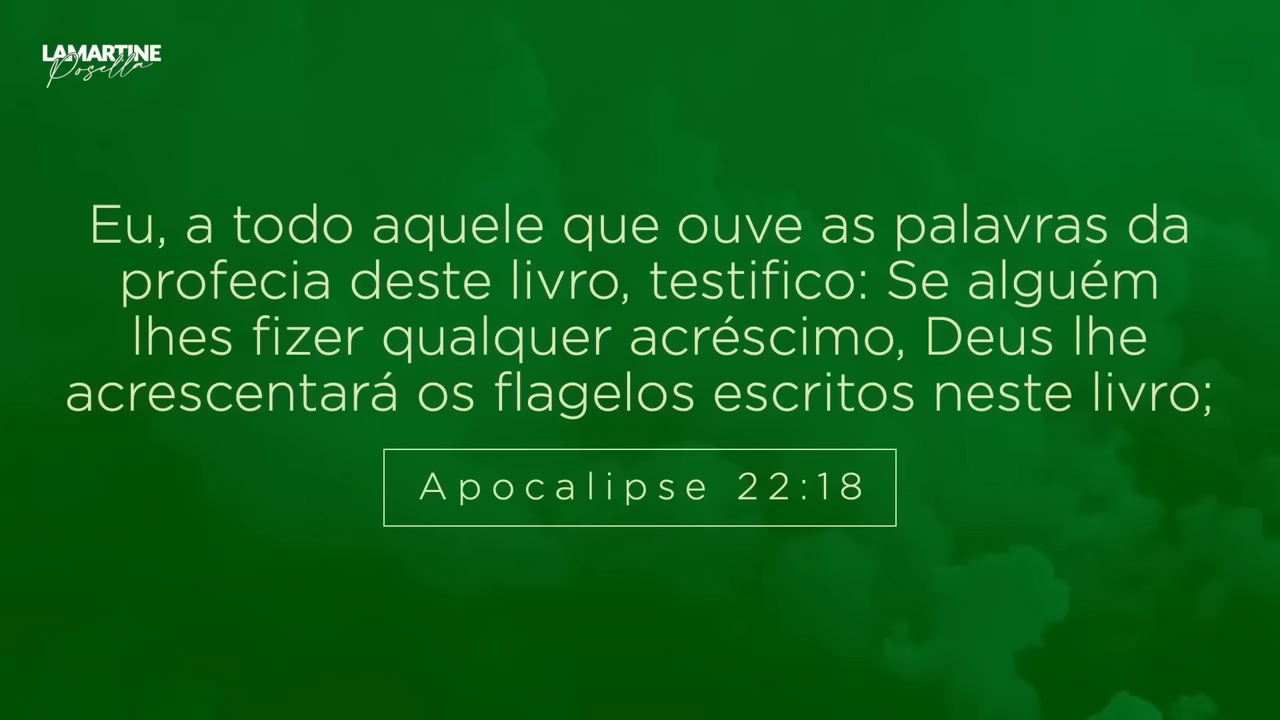 LAMARTINE
Posella
Eu, a todo aquele que ouve as palavras da
profecia deste livro, testifico: Se alguém
lhes fizer qualquer acréscimo, Deus lhe
acrescentará os flagelos escritos neste livro;
Apocalipse 22:18